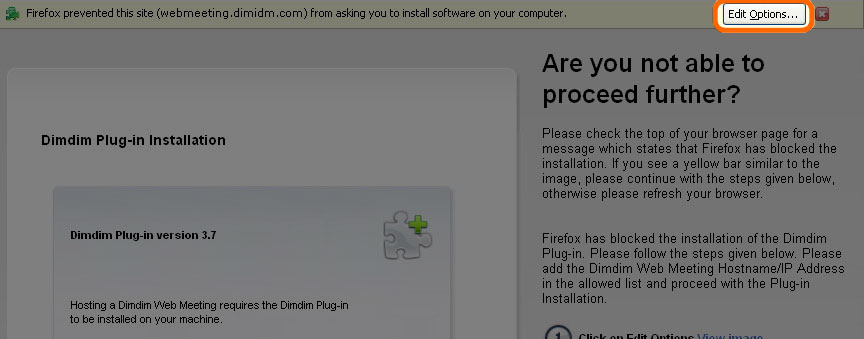 Firefox prevented this site (webmeeting.dimidm.com) from asking you to install software on your computer.
Edit Options...
Dimdim Plug-in Installation
Dimdim Plug-in version 3.7
Hosting a Dimdim Web Meeting requires the Dimdim Plug-in
to be installed on your machine.
Are you not able to
proceed further?
Please check the top of your browser page for a
message which states that Firefox has blocked the
installation. If you see a yellow bar similar to the
image, please continue with the steps given below,
otherwise please refresh your browser.
Firefox has blocked the installation of the Dimdim
Plug-in. Please follow the steps given below. Please
add the Dimdim Web Meeting Hostname/IP Address
in the allowed list and proceed with the Plug-in
Installation.
1 Click on Edit Options View image